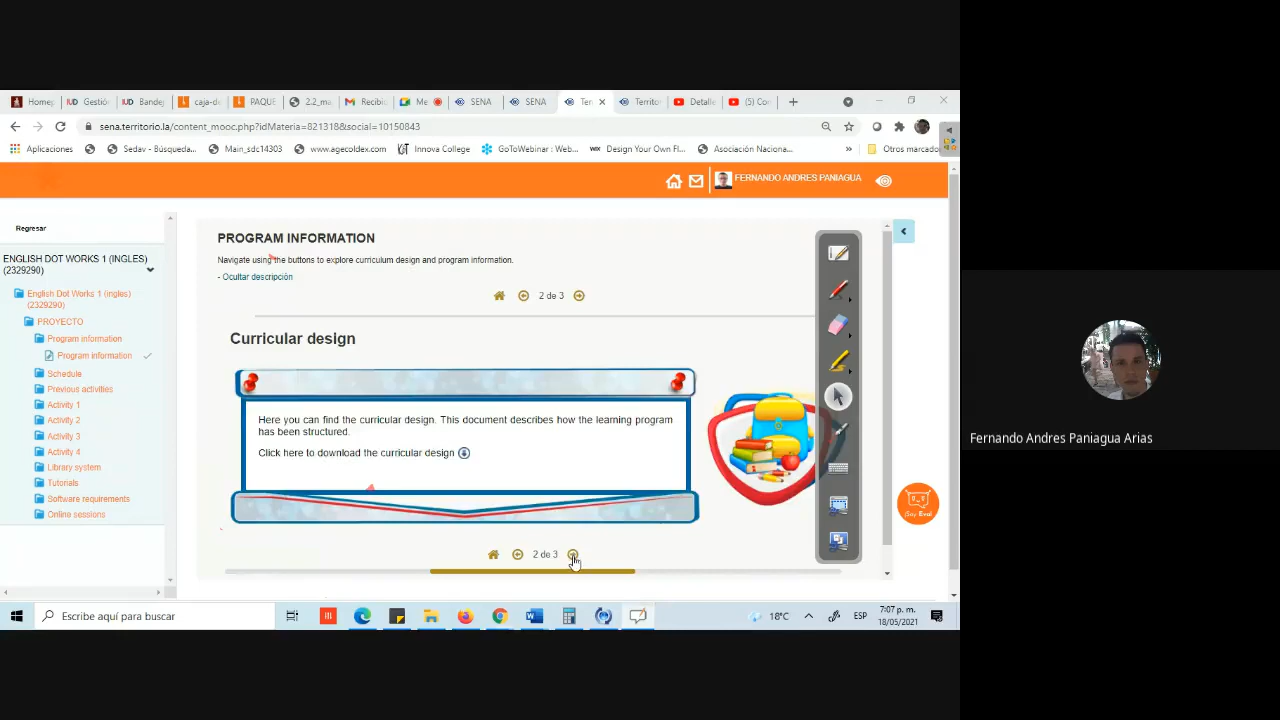 Home
IUD Gestión
IUD Bandej
caja-de
PAQUE
2.2_ma
Recibid
Me
SENA
SENA
Ter
Territo
Detalle
(5) Co
sena.territorio.la/content_mooc.php?idMateria=821318&social=10150843
Aplicaciones
Sedav - Búsqueda...
Main_sdc14303
www.agecoldex.com
Innova College
GoToWebinar : Web...
WIX Design Your Own Fl...
Asociación Naciona...
»
Otros marcado
FERNANDO ANDRES PANIAGUA
Regresar
ENGLISH DOT WORKS 1 (INGLES)
(2329290)
English Dot Works 1 (ingles)
(2329290)
PROYECTO
Program information
Program information
Schedule
Previous activities
Activity 1
Activity 2
Activity 3
Activity 4
Library system
Tutorials
Software requirements
Online sessions
PROGRAM INFORMATION
Navigate using the buttons to explore curriculum design and program information.
- Ocultar descripción
2 de 3
Curricular design
Here you can find the curricular design. This document describes how the learning program
has been structured.
Click here to download the curricular design
2 de 3
Fernando Andres Paniagua Arias
Escribe aquí para buscar
18°C
ESP
7:07 p. m.
18/05/2021